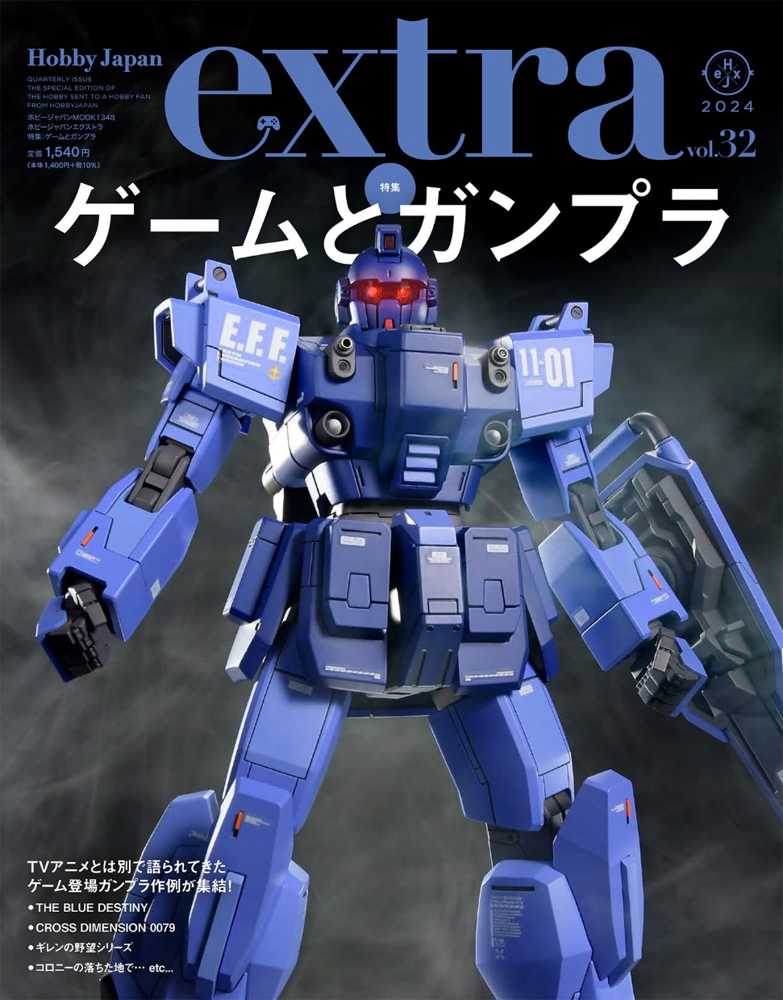 Hobby Japan
extra
QUARTERLY ISSUE
THE SPECIAL EDITION OF
THE HOBBY SENT TO A HOBBY FAN
FROM HOBBYJAPAN
ホビージャパンMOOK1348
ホビージャパンエクストラ
特集:ゲームとガンプラ
定価 1,540円
(本体1,400円+税10%)
H
e x
J
2024
vol.32
特集
ゲームとガンプラ
E.F.F.
11-01
TVアニメとは別で語られてきた
ゲーム登場ガンプラ作例が集結!
●THE BLUE DESTINY
●CROSS DIMENSION 0079
●ギレンの野望シリーズ
●コロニーの落ちた地で… etc...